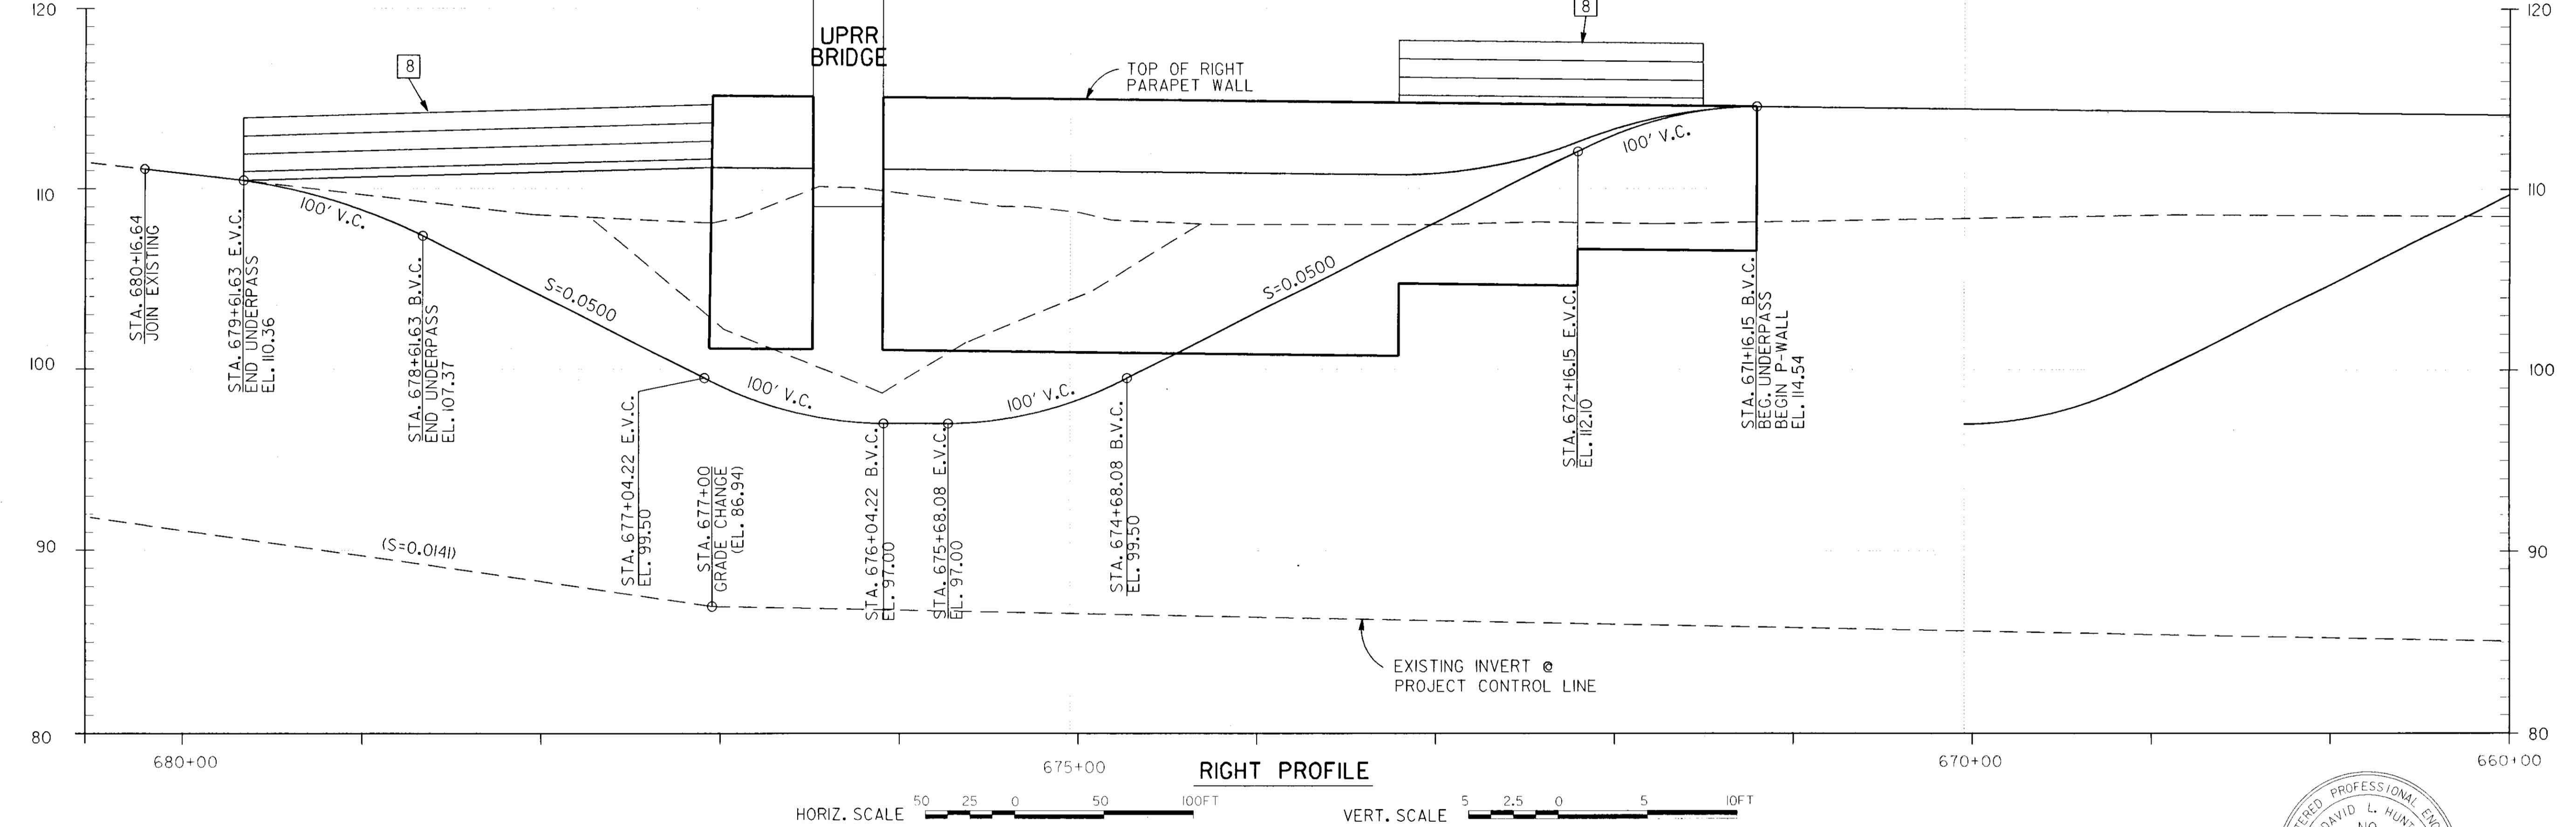 120
120
8
UPRR
BRIDGE
8
TOP OF RIGHT
PARAPET WALL
110
110
100' V.C.
100' V.C.
STA. 680+16.64
JOIN EXISTING
STA. 679+61.63 E.V.C.
END UNDERPASS
EL. 110.36
STA. 678+61.63 B.V.C.
END UNDERPASS
EL. 107.37
S=0.0500
S=0.0500
100
100
100' V.C.
100' V.C.
STA. 677+04.22 E.V.C.
EL. 99.50
STA. 677+00
GRADE CHANGE
(EL. 86.94)
STA. 676+04.22 B.V.C.
EL. 97.00
STA. 675+68.08 E.V.C.
EL. 97.00
STA. 674+68.08 B.V.C.
EL. 99.50
STA. 672+16.15 E.V.C.
EL. 112.10
STA. 671+16.15 B.V.C.
BEG. UNDERPASS
BEGIN P-WALL
EL. 114.54
90
90
(S=0.0141)
EXISTING INVERT @
PROJECT CONTROL LINE
80
80
680+00
675+00
670+00
660+00
RIGHT PROFILE
HORIZ. SCALE
50 25 0 50 100FT
VERT. SCALE
5 2.5 0 5 10FT
PROFESSIONAL
DAVID L.